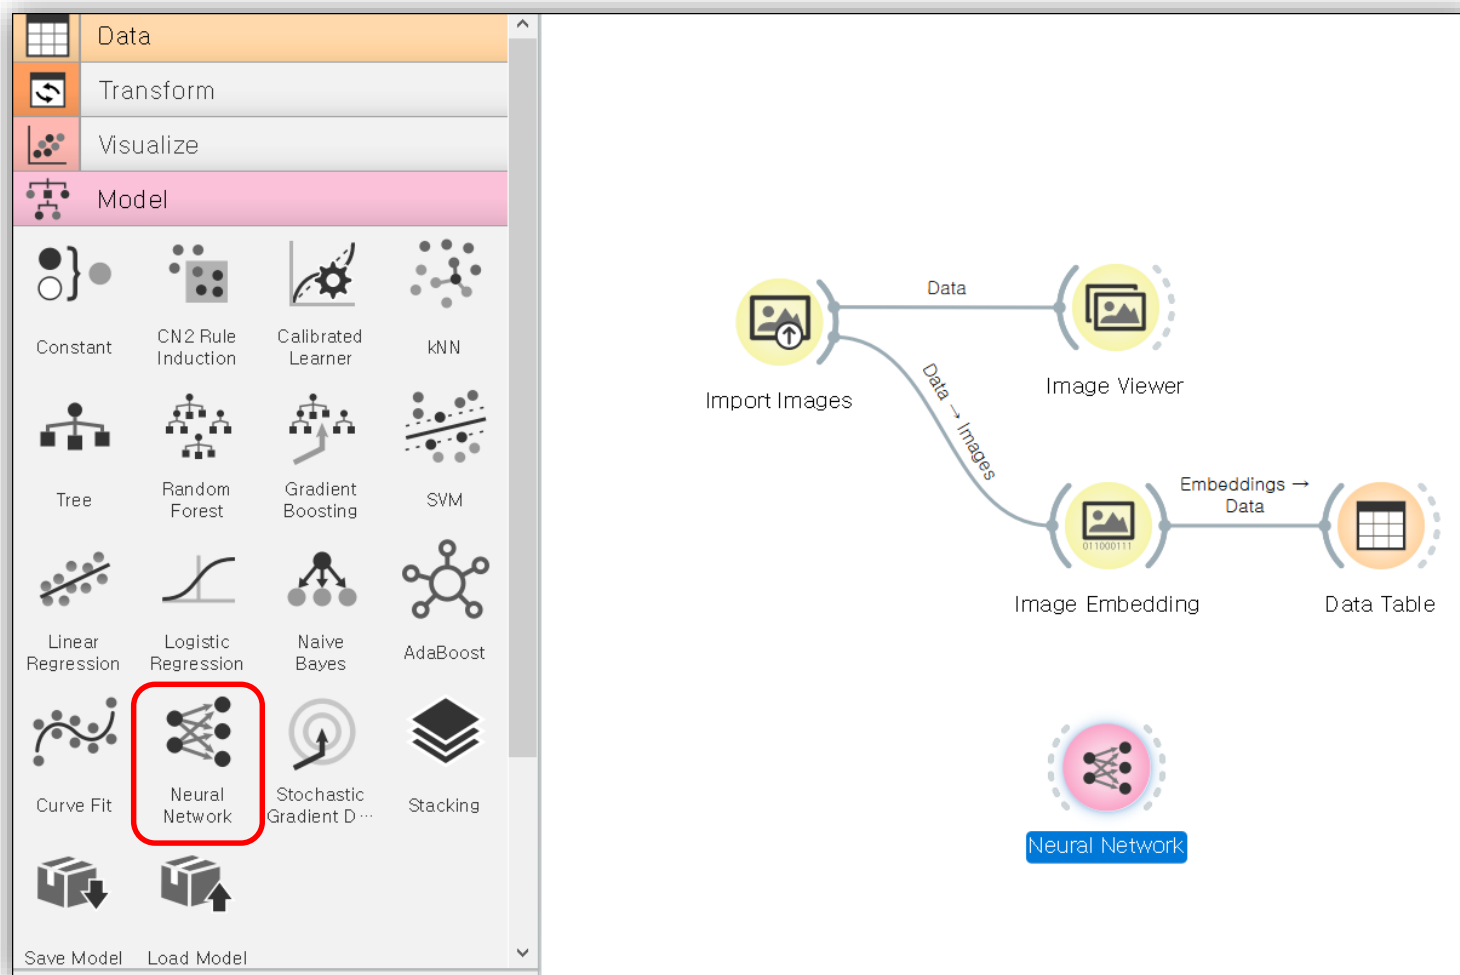 Data
Transform
Visualize
Model
Constant
CN2 Rule
Induction
Calibrated
Learner
kNN
Tree
Random
Forest
Gradient
Boosting
SVM
Linear
Regression
Logistic
Regression
Naive
Bayes
AdaBoost
Curve Fit
Neural
Network
Stochastic
Gradient D···
Stacking
Save Model
Load Model
Data
Import Images
Image Viewer
Data → Images
Embeddings →
Data
011000111
Image Embedding
Data Table
Neural Network